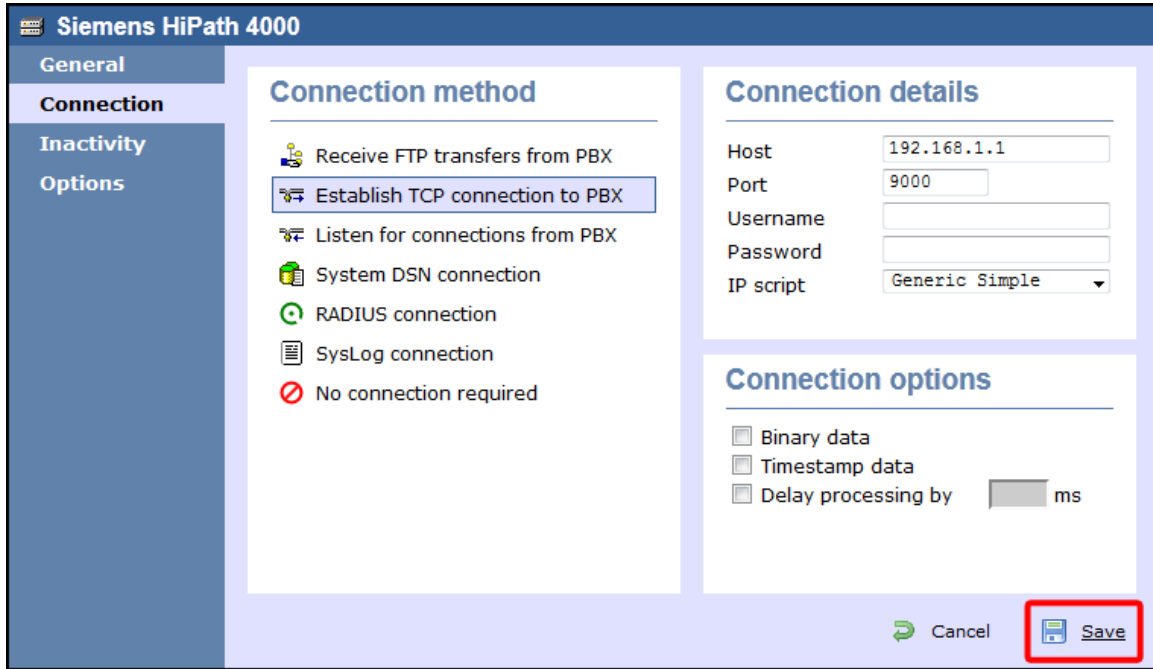 Siemens HiPath 4000
General
Connection
Inactivity
Options
Connection method
Receive FTP transfers from PBX
Establish TCP connection to PBX
Listen for connections from PBX
System DSN connection
RADIUS connection
SysLog connection
No connection required
Connection details
Host 192.168.1.1
Port 9000
Username
Password
IP script Generic Simple
Connection options
Binary data
Timestamp data
Delay processing by ms
Cancel Save